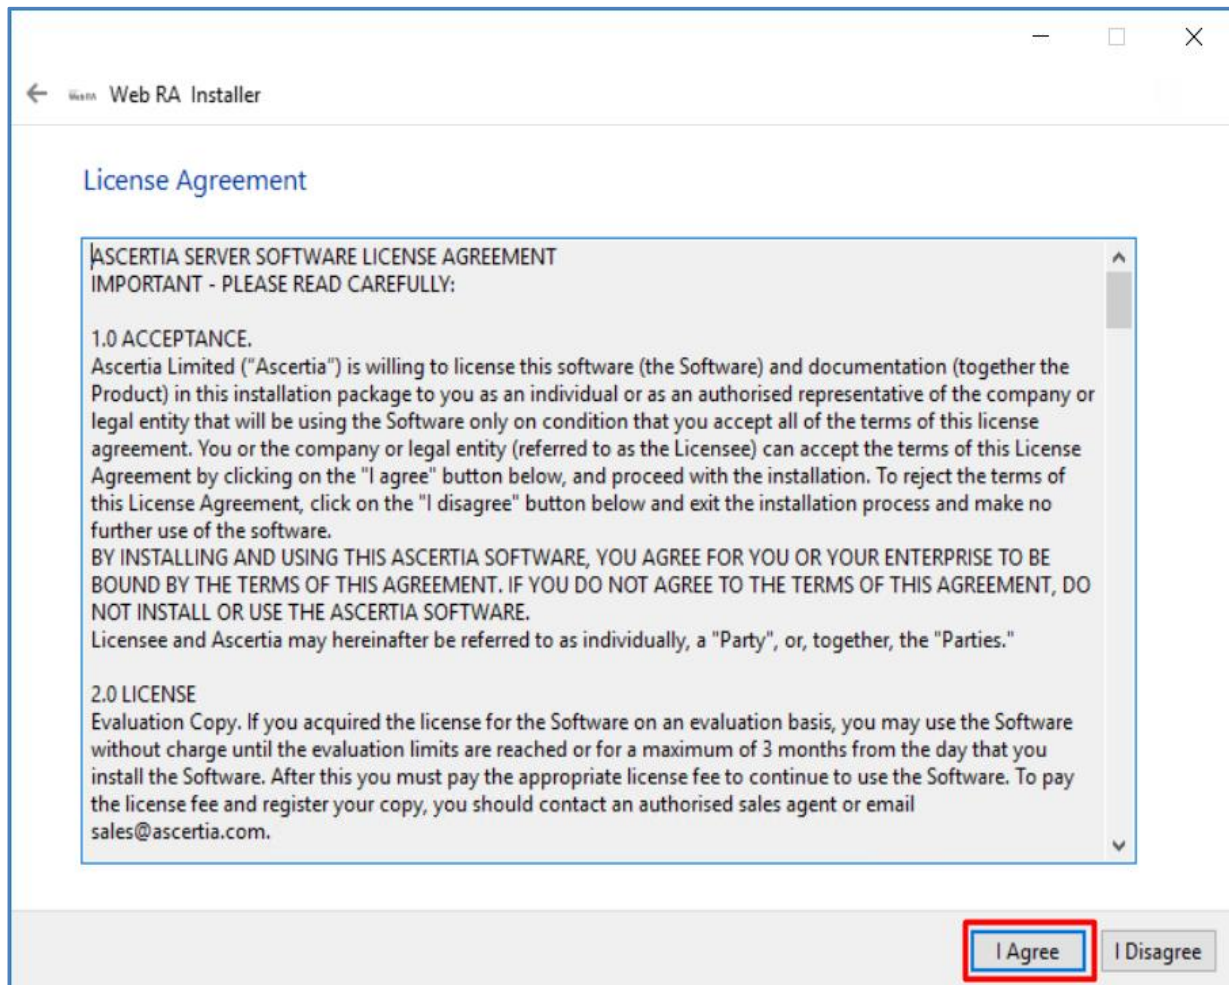 Web RA Installer
License Agreement
ASCERTIA SERVER SOFTWARE LICENSE AGREEMENT
IMPORTANT - PLEASE READ CAREFULLY:
1.0 ACCEPTANCE.
Ascertia Limited (“Ascertia”) is willing to license this software (the Software) and documentation (together the
Product) in this installation package to you as an individual or as an authorised representative of the company or
legal entity that will be using the Software only on condition that you accept all of the terms of this license
agreement. You or the company or legal entity (referred to as the Licensee) can accept the terms of this License
Agreement by clicking on the "I agree" button below, and proceed with the installation. To reject the terms of
this License Agreement, click on the "I disagree" button below and exit the installation process and make no
further use of the software.
BY INSTALLING AND USING THIS ASCERTIA SOFTWARE, YOU AGREE FOR YOU OR YOUR ENTERPRISE TO BE
BOUND BY THE TERMS OF THIS AGREEMENT. IF YOU DO NOT AGREE TO THE TERMS OF THIS AGREEMENT, DO
NOT INSTALL OR USE THE ASCERTIA SOFTWARE.
Licensee and Ascertia may hereinafter be referred to as individually, a "Party", or, together, the "Parties."
2.0 LICENSE
Evaluation Copy. If you acquired the license for the Software on an evaluation basis, you may use the Software
without charge until the evaluation limits are reached or for a maximum of 3 months from the day that you
install the Software. After this you must pay the appropriate license fee to continue to use the Software. To pay
the license fee and register your copy, you should contact an authorised sales agent or email
sales@ascertia.com.
I Agree
I Disagree